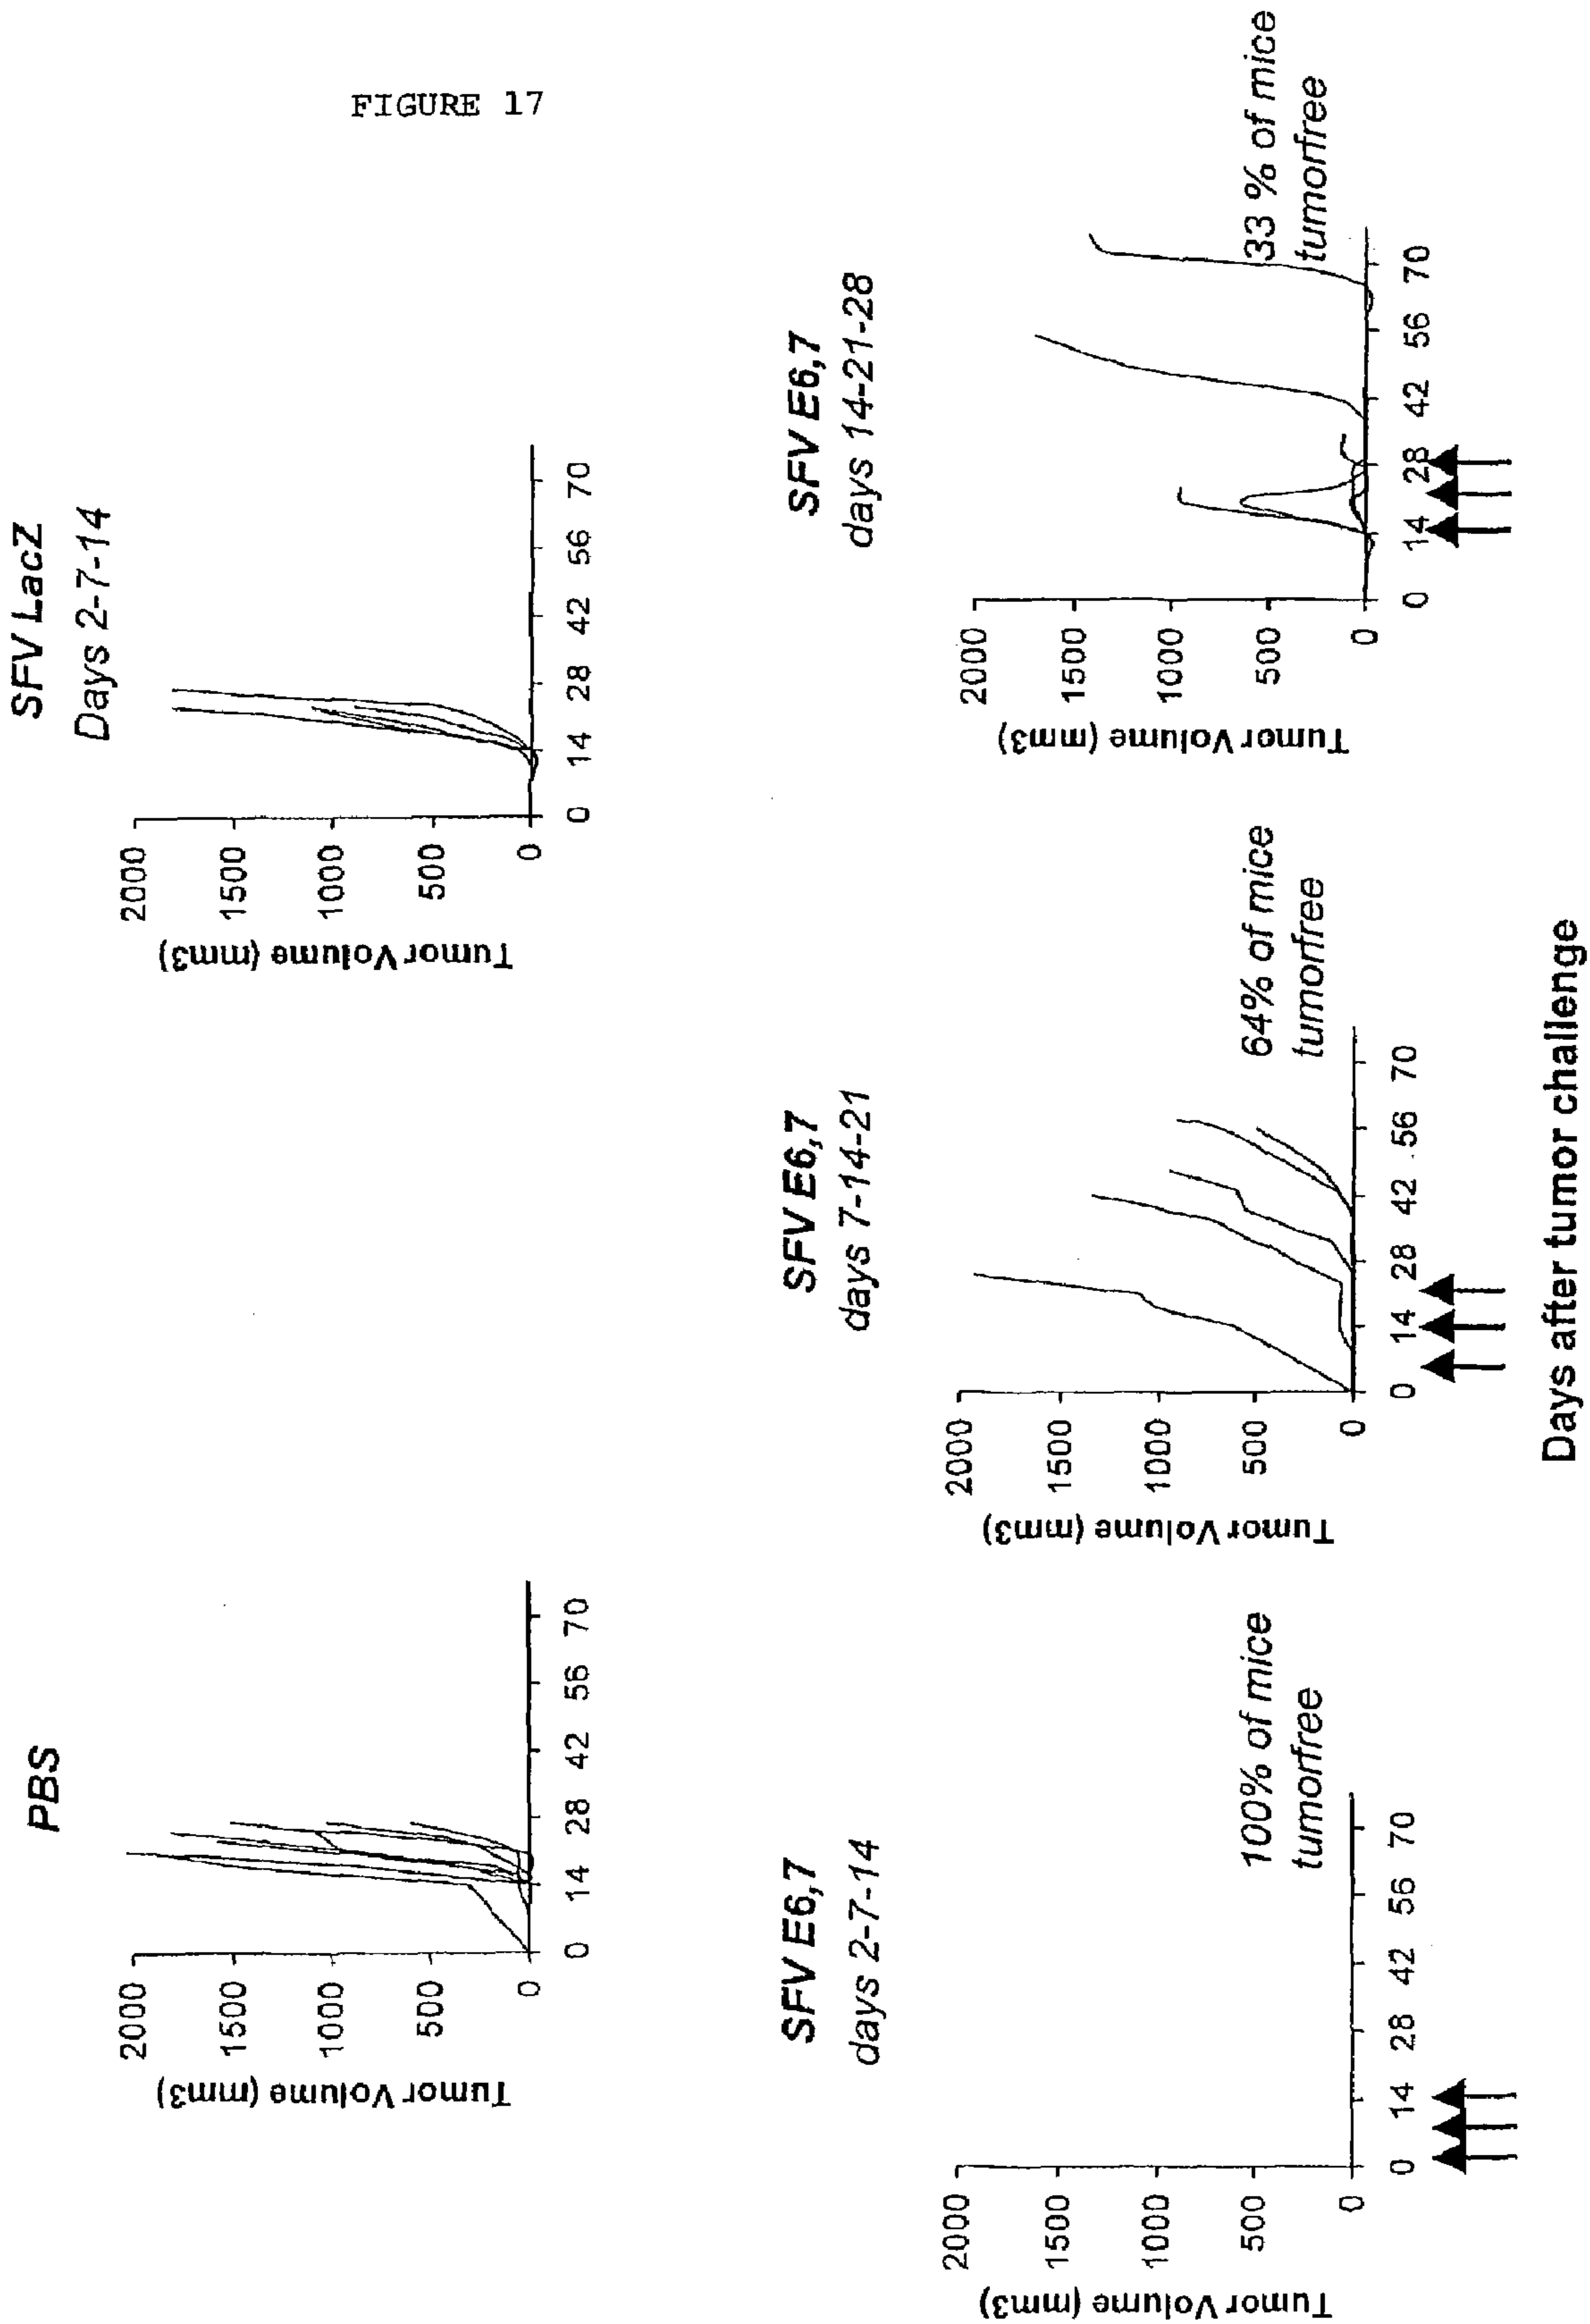 FIGURE 17
PBS
2000
1500
1000
500
0
Tumor Volume (mm3)
0 14 28 42 56 70
SFV LacZ
Days 2-7-14
2000
1500
1000
500
0
Tumor Volume (mm3)
0 14 28 42 56 70
SFV E6,7
days 2-7-14
2000
1500
1000
500
0
Tumor Volume (mm3)
100% of mice
tumorfree
0 14 28 42 56 70
SFV E6,7
days 7-14-21
2000
1500
1000
500
0
Tumor Volume (mm3)
64% of mice
tumorfree
0 14 28 42 56 70
SFV E6,7
days 14-21-28
2000
1500
1000
500
0
Tumor Volume (mm3)
33 % of mice
tumorfree
0 14 28 42 56 70
Days after tumor challenge